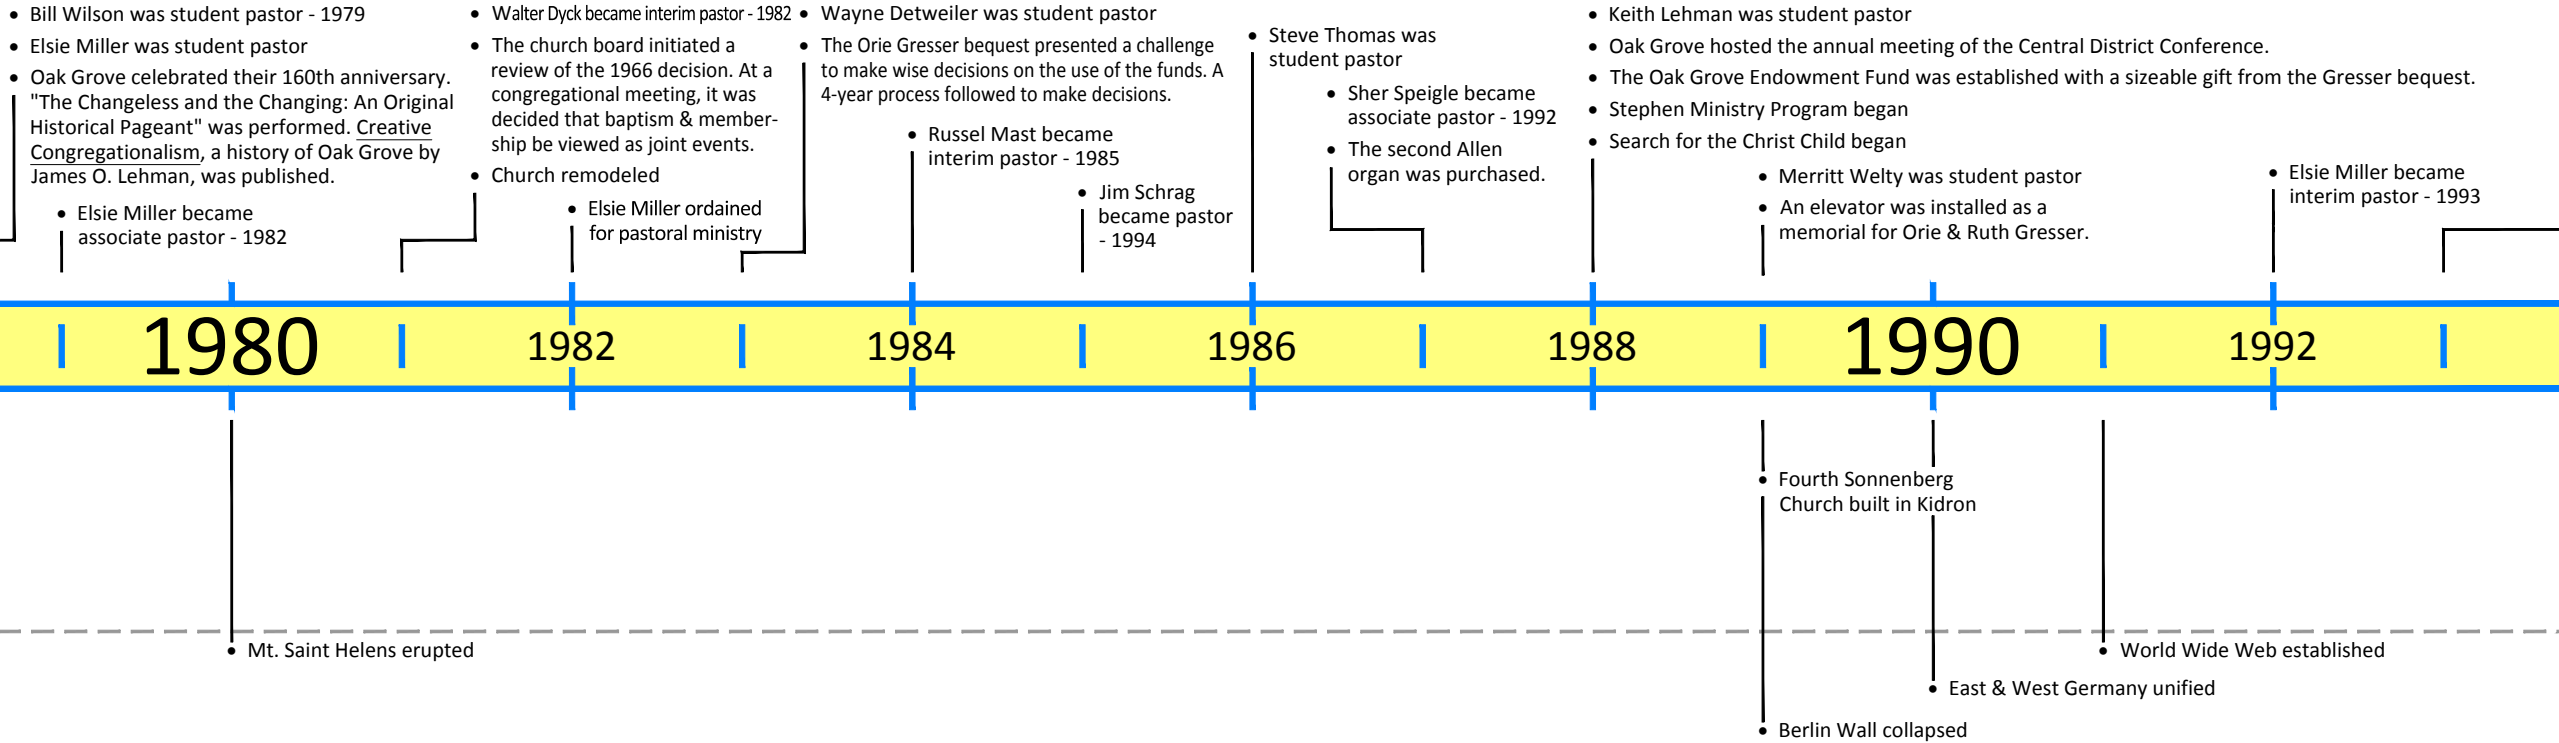 • Bill Wilson was student pastor - 1979
• Elsie Miller was student pastor
• Oak Grove celebrated their 160th anniversary.
"The Changeless and the Changing: An Original
Historical Pageant" was performed. Creative
Congregationalism, a history of Oak Grove by
James O. Lehman, was published.
• Elsie Miller became
associate pastor - 1982
• Walter Dyck became interim pastor - 1982
• The church board initiated a
review of the 1966 decision. At a
congregational meeting, it was
decided that baptism & member-
ship be viewed as joint events.
• Church remodeled
• Elsie Miller ordained
for pastoral ministry
• Wayne Detweiler was student pastor
• The Orie Gresser bequest presented a challenge
to make wise decisions on the use of the funds. A
4-year process followed to make decisions.
• Russel Mast became
interim pastor - 1985
• Jim Schrag
became pastor
- 1994
• Steve Thomas was
student pastor
• Sher Speigle became
associate pastor - 1992
• The second Allen
organ was purchased.
• Keith Lehman was student pastor
• Oak Grove hosted the annual meeting of the Central District Conference.
• The Oak Grove Endowment Fund was established with a sizeable gift from the Gresser bequest.
• Stephen Ministry Program began
• Search for the Christ Child began
• Merritt Welty was student pastor
• An elevator was installed as a
memorial for Orie & Ruth Gresser.
• Elsie Miller became
interim pastor - 1993
1980
1982
1984
1986
1988
1990
1992
• Fourth Sonnenberg
Church built in Kidron
• Mt. Saint Helens erupted
• World Wide Web established
• East & West Germany unified
• Berlin Wall collapsed